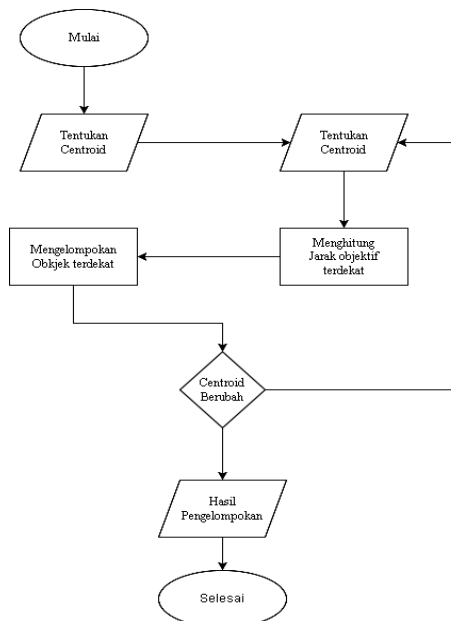 Mulai
Tentukan
Centroid
Tentukan
Centroid
Menghitung
Jarak objektif
terdekat
Mengelompokan
Obkjek terdekat
Centroid
Berubah
Hasil
Pengelompokan
Selesai